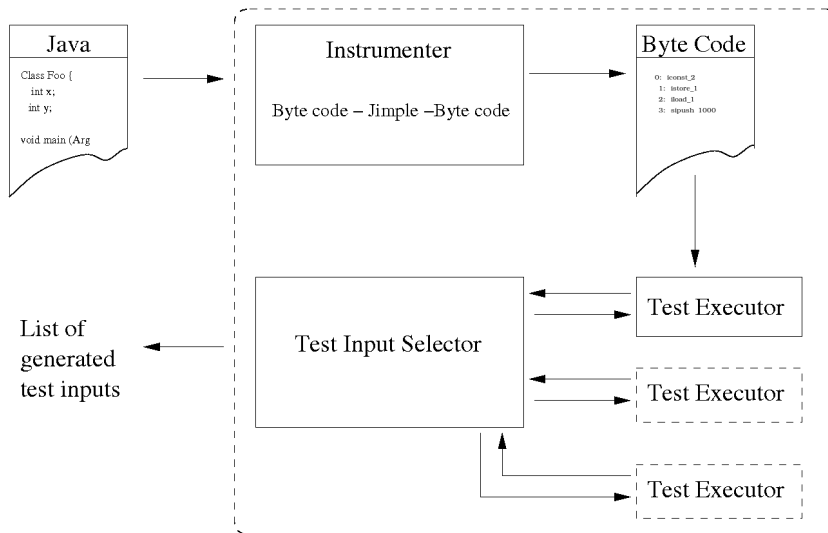 Java
Class Foo {
int x;
int y;
void main (Arg
Instrumenter
Byte code – Jimple –Byte code
Byte Code
0: iconst_2
1: istore_1
2: iload_1
3: sipush 1000
List of
generated
test inputs
Test Input Selector
Test Executor
Test Executor
Test Executor